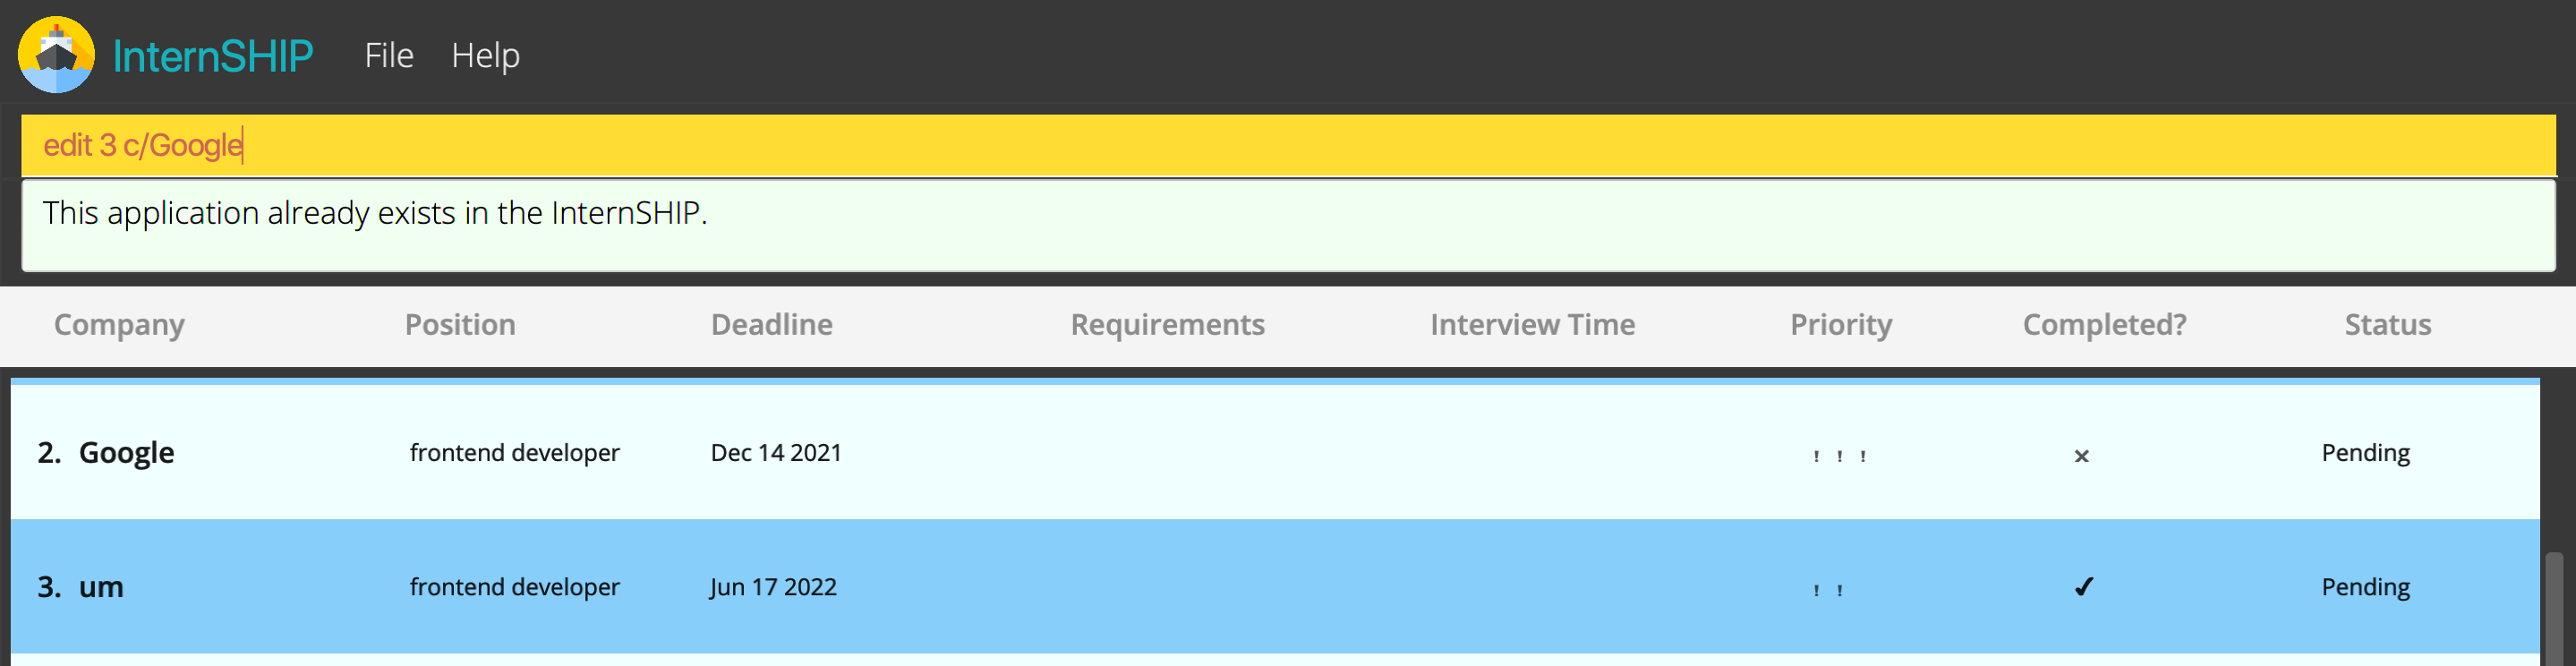 InternSHIP File Help
edit 3 c/Google
This application already exists in the InternSHIP.
Company Position Deadline Requirements Interview Time Priority Completed? Status
2. Google frontend developer Dec 14 2021 ! ! ! × Pending
3. um frontend developer Jun 17 2022 ! ! ✓ Pending